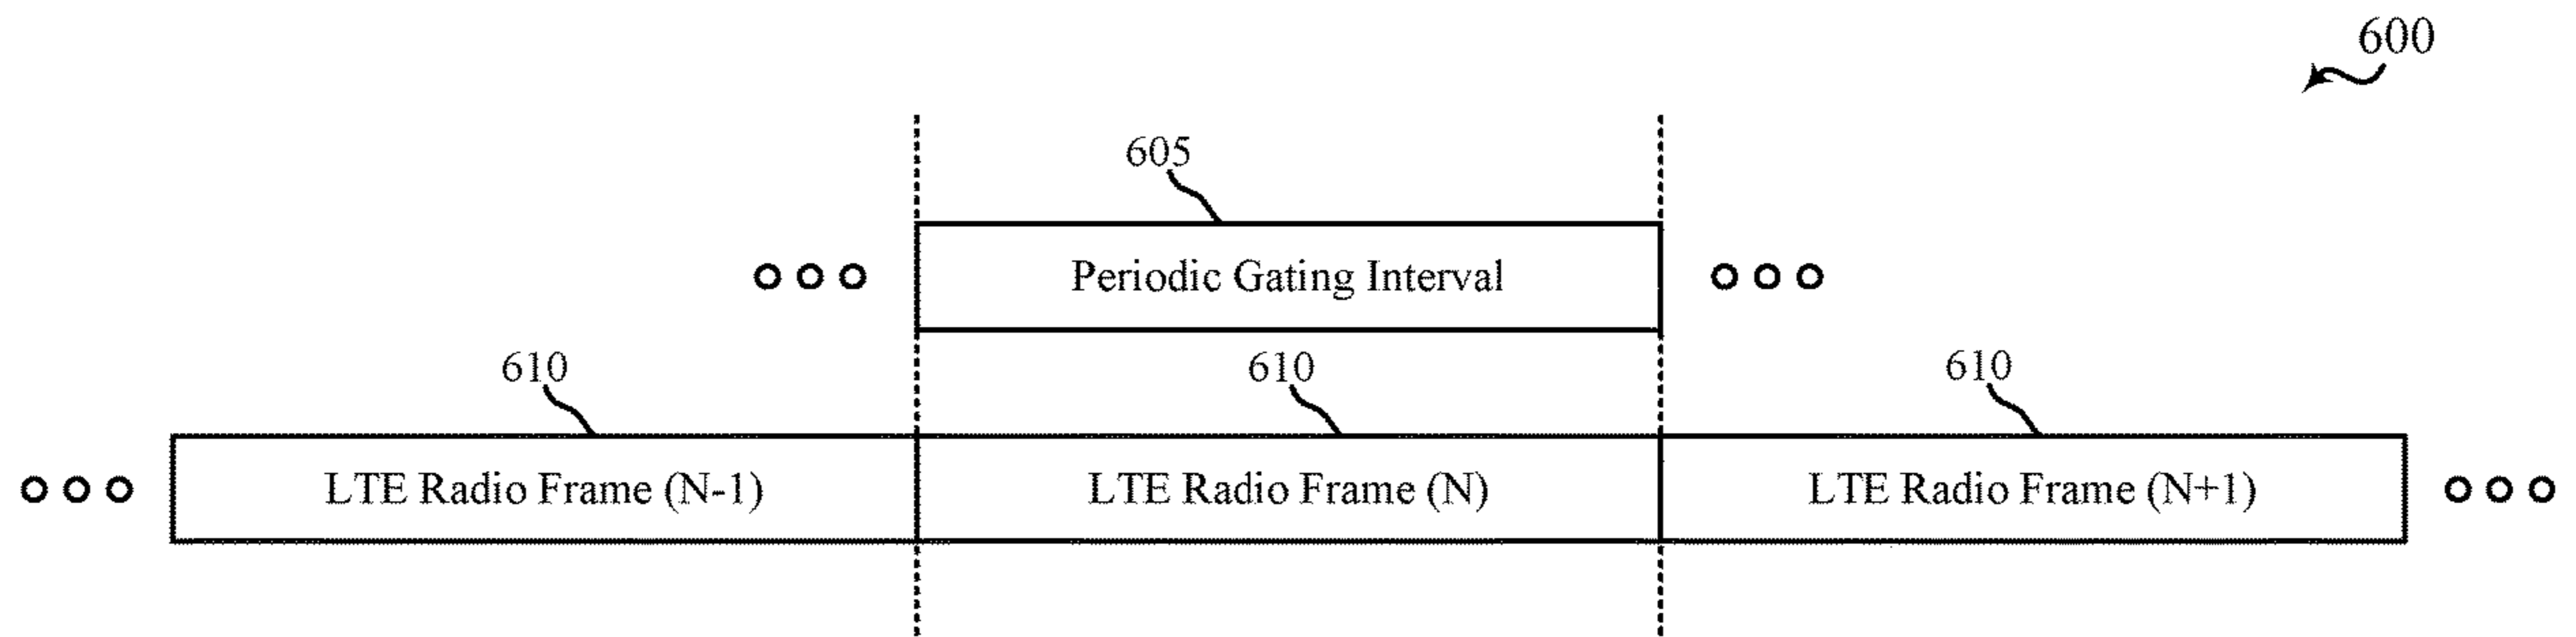 600
605
Periodic Gating Interval
610 610 610
LTE Radio Frame (N-1) LTE Radio Frame (N) LTE Radio Frame (N+1)